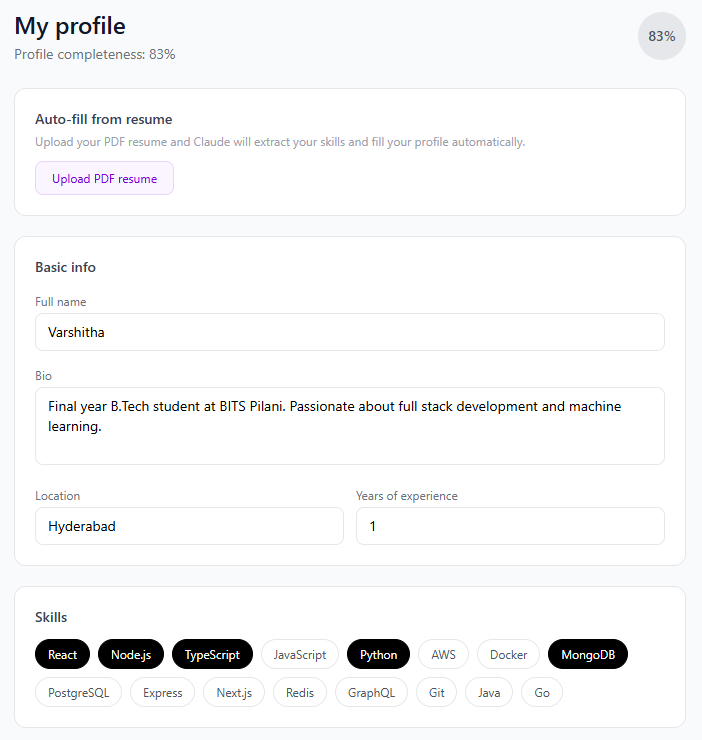 My profile
83%
Profile completeness: 83%
Auto-fill from resume
Upload your PDF resume and Claude will extract your skills and fill your profile automatically.
Upload PDF resume
Basic info
Full name
Varshitha
Bio
Final year B.Tech student at BITS Pilani. Passionate about full stack development and machine
learning.
Location
Years of experience
Hyderabad
1
Skills
React Node.js TypeScript JavaScript Python AWS Docker MongoDB
PostgreSQL Express Next.js Redis GraphQL Git Java Go